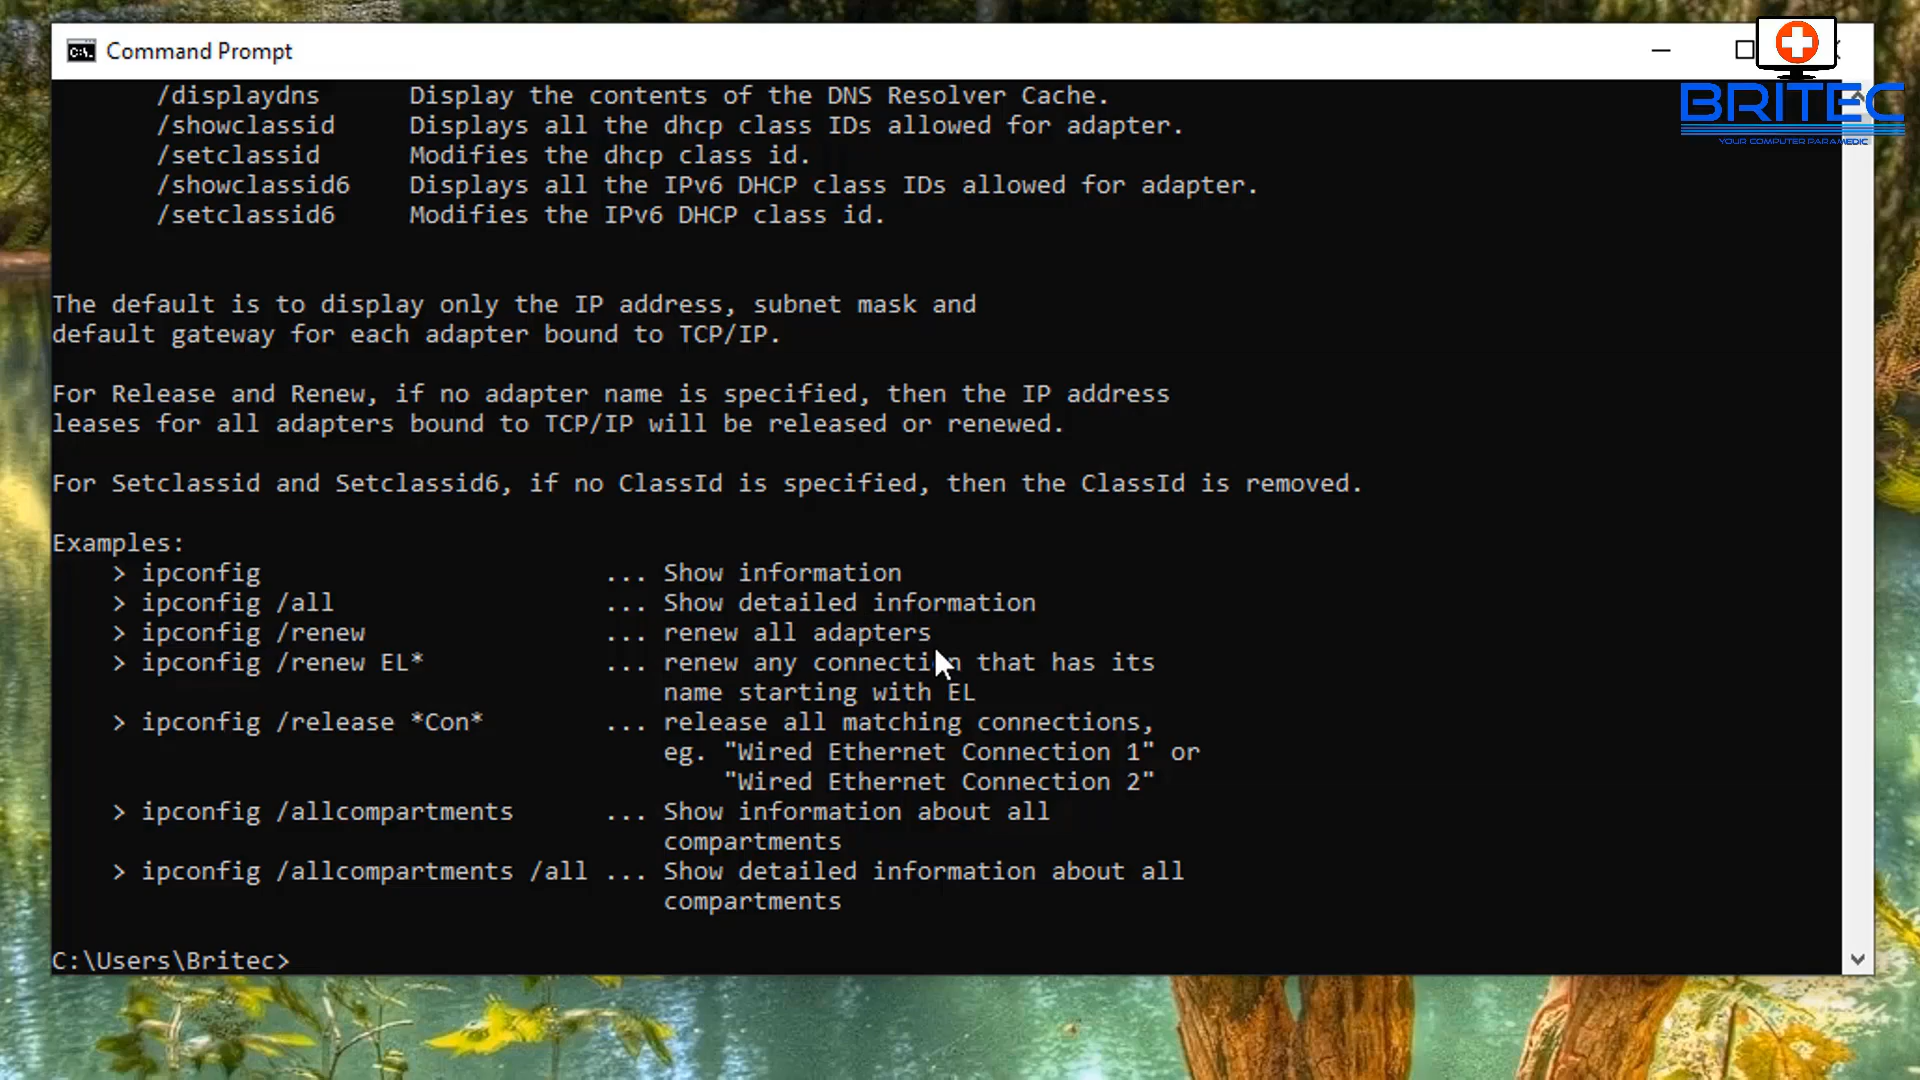 Command Prompt
BRITEC
YOUR COMPUTER PARAMEDIC
/displaydns Display the contents of the DNS Resolver Cache.
/showclassid Displays all the dhcp class IDs allowed for adapter.
/setclassid Modifies the dhcp class id.
/showclassid6 Displays all the IPv6 DHCP class IDs allowed for adapter.
/setclassid6 Modifies the IPv6 DHCP class id.
The default is to display only the IP address, subnet mask and
default gateway for each adapter bound to TCP/IP.
For Release and Renew, if no adapter name is specified, then the IP address
leases for all adapters bound to TCP/IP will be released or renewed.
For Setclassid and Setclassid6, if no ClassId is specified, then the ClassId is removed.
Examples:
> ipconfig ... Show information
> ipconfig /all ... Show detailed information
> ipconfig /renew ... renew all adapters
> ipconfig /renew EL* ... renew any connection that has its
name starting with EL
> ipconfig /release *Con* ... release all matching connections,
eg. "Wired Ethernet Connection 1" or
"Wired Ethernet Connection 2"
> ipconfig /allcompartments ... Show information about all
compartments
> ipconfig /allcompartments /all ... Show detailed information about all
compartments
C:\Users\Britec>